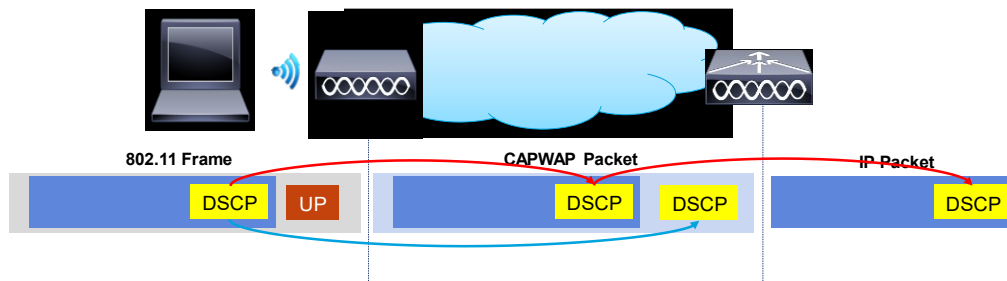 802.11 Frame
CAPWAP Packet
IP Packet
DSCP
UP
DSCP
DSCP
DSCP